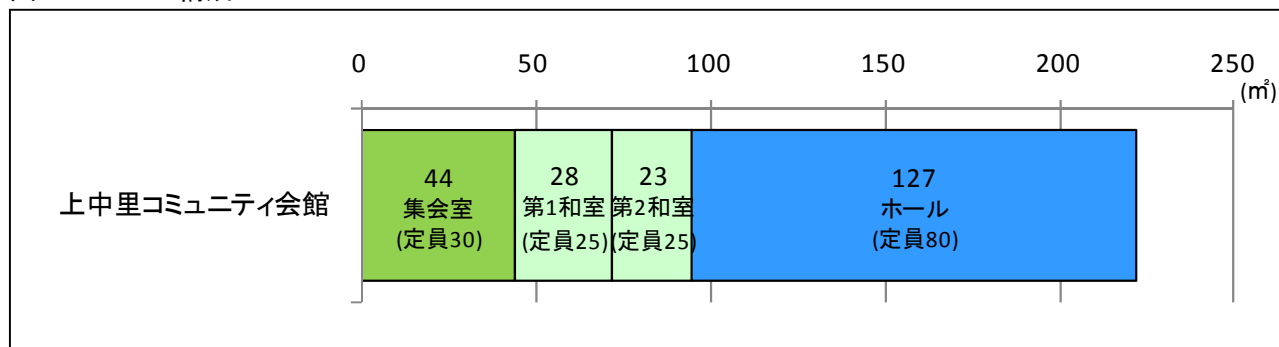 0 50 100 150 200 250
(㎡)
上中里コミュニティ会館
44
集会室
(定員30)
28
第1和室
(定員25)
23
第2和室
(定員25)
127
ホール
(定員80)